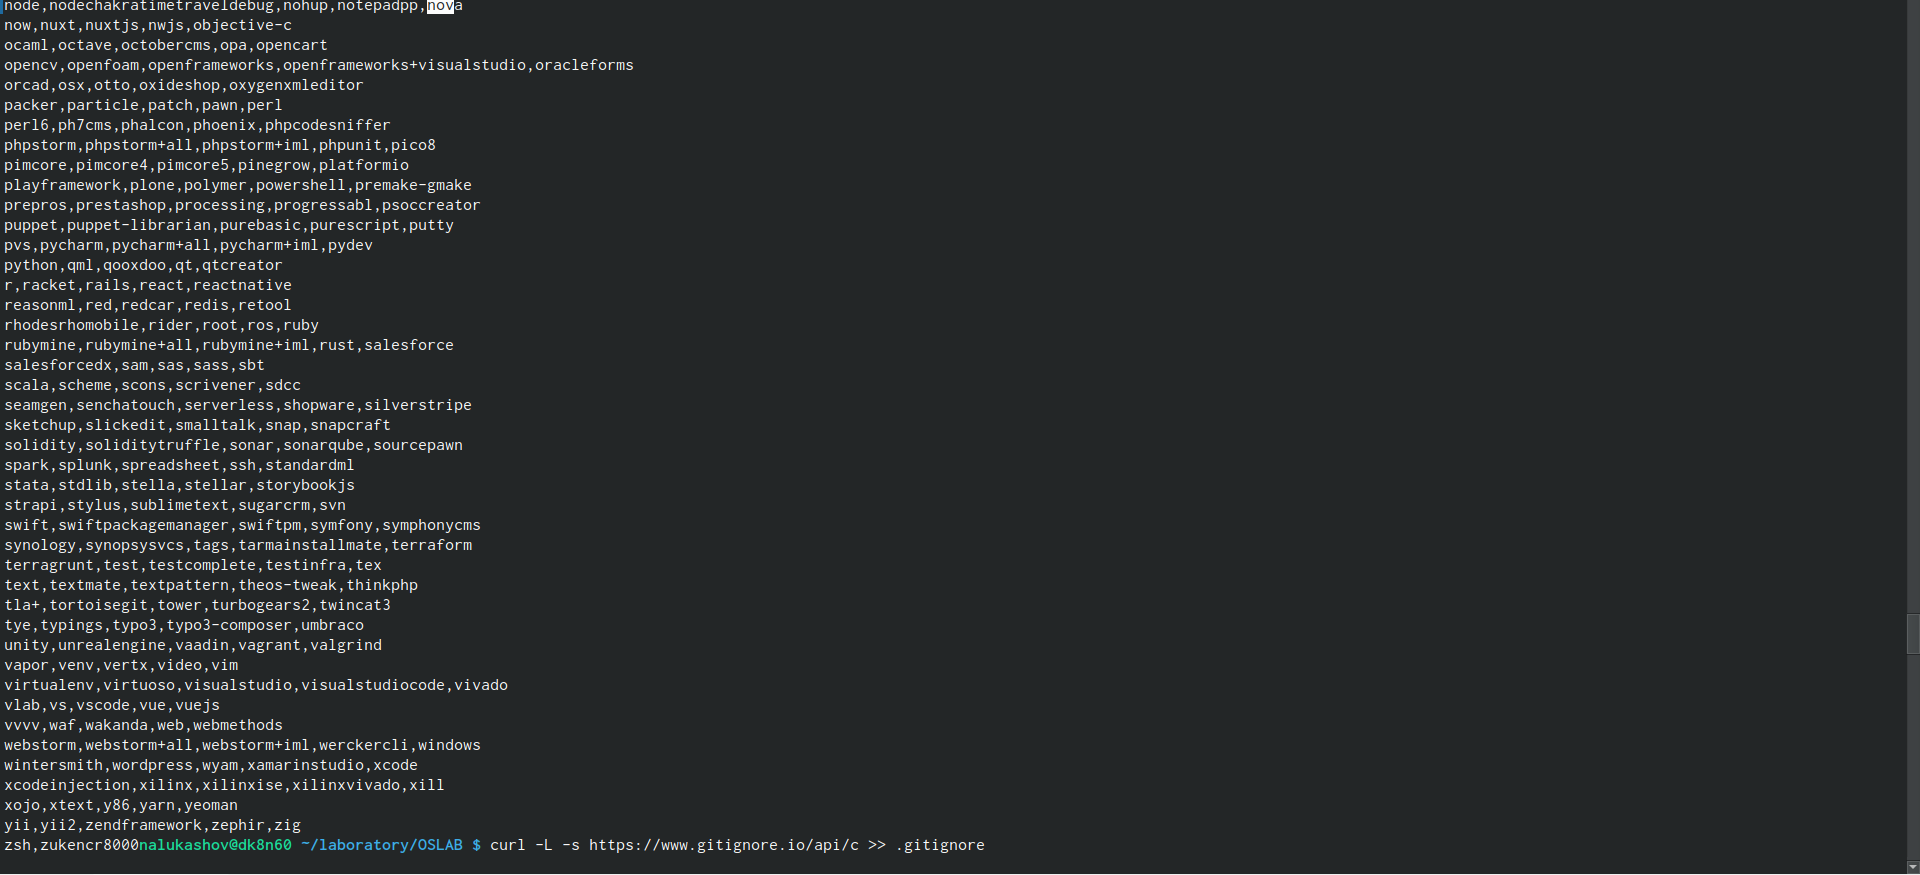 node,nodechakratimetraveldebug,nohup,notepadpp,nova
now,nuxt,nuxtjs,nwjs,objective-c
ocaml,octave,octobercms,opa,opencart
opencv,openfoam,openframeworks,openframeworks+visualstudio,oracleforms
orcad,osx,otto,oxideshop,oxygenxmleditor
packer,particle,patch,pawn,perl
perl6,ph7cms,phalcon,phoenix,phpcodesniffer
phpstorm,phpstorm+all,phpstorm+iml,phpunit,pico8
pimcore,pimcore4,pimcore5,pinegrow,platformio
playframework,plone,polymer,powershell,premake-gmake
prepros,prestashop,processing,progressabl,psoccreator
puppet,puppet-librarian,purebasic,purescript,putty
pvs,pycharm,pycharm+all,pycharm+iml,pydev
python,qml,qooxdoo,qt,qtcreator
r,racket,rails,react,reactnative
reasonml,red,redcar,redis,retool
rhodesrhomobile,rider,root,ros,ruby
rubymine,rubymine+all,rubymine+iml,rust,salesforce
salesforcedx,sam,sas,sass,sbt
scala,scheme,scons,scrivener,sdcc
seamgen,senchatouch,serverless,shopware,silverstripe
sketchup,slickedit,smalltalk,snap,snapcraft
solidity,soliditytruffle,sonar,sonarqube,sourcepawn
spark,splunk,spreadsheet,ssh,standardml
stata,stdlib,stella,stellar,storybookjs
strapi,stylus,sublimetext,sugarcrm,svn
swift,swiftpackagemanager,swiftpm,symfony,symphonycms
synology,synopsysvcs,tags,tarmainstallmate,terraform
terragrunt,test,testcomplete,testinfra,tex
text,textmate,textpattern,theos-tweak,thinkphp
tla+,tortoisegit,tower,turbogears2,twincat3
tye,typings,typo3,typo3-composer,umbraco
unity,unrealengine,vaadin,vagrant,valgrind
vapor,venv,vertx,video,vim
virtualenv,virtuoso,visualstudio,visualstudiocode,vivado
vlab,vs,vscode,vue,vuejs
vvvv,waf,wakanda,web,webmethods
webstorm,webstorm+all,webstorm+iml,werckercli,windows
wintersmith,wordpress,wyam,xamarinstudio,xcode
xcodeinjection,xilinx,xilinxise,xilinxvivado,xill
xojo,xtext,y86,yarn,yeoman
yii,yii2,zendframework,zephir,zig
zsh,zukencr8000nalukashov@dk8n60 ~/laboratory/OSLAB $ curl -L -s https://www.gitignore.io/api/c >> .gitignore